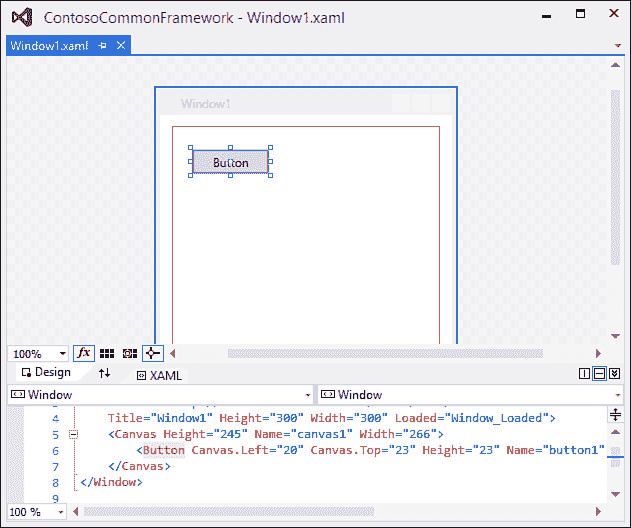 ContosoCommonFramework - Window1.xaml
Window1.xaml
Window1
Button
100% fx
Design XAML
Window Window
4 Title="Window1" Height="300" Width="300" Loaded="Window_Loaded">
5 <Canvas Height="245" Name="canvas1" Width="266">
6 <Button Canvas.Left="20" Canvas.Top="23" Height="23" Name="button1"
7 </Canvas>
8 </Window>
9
100 %